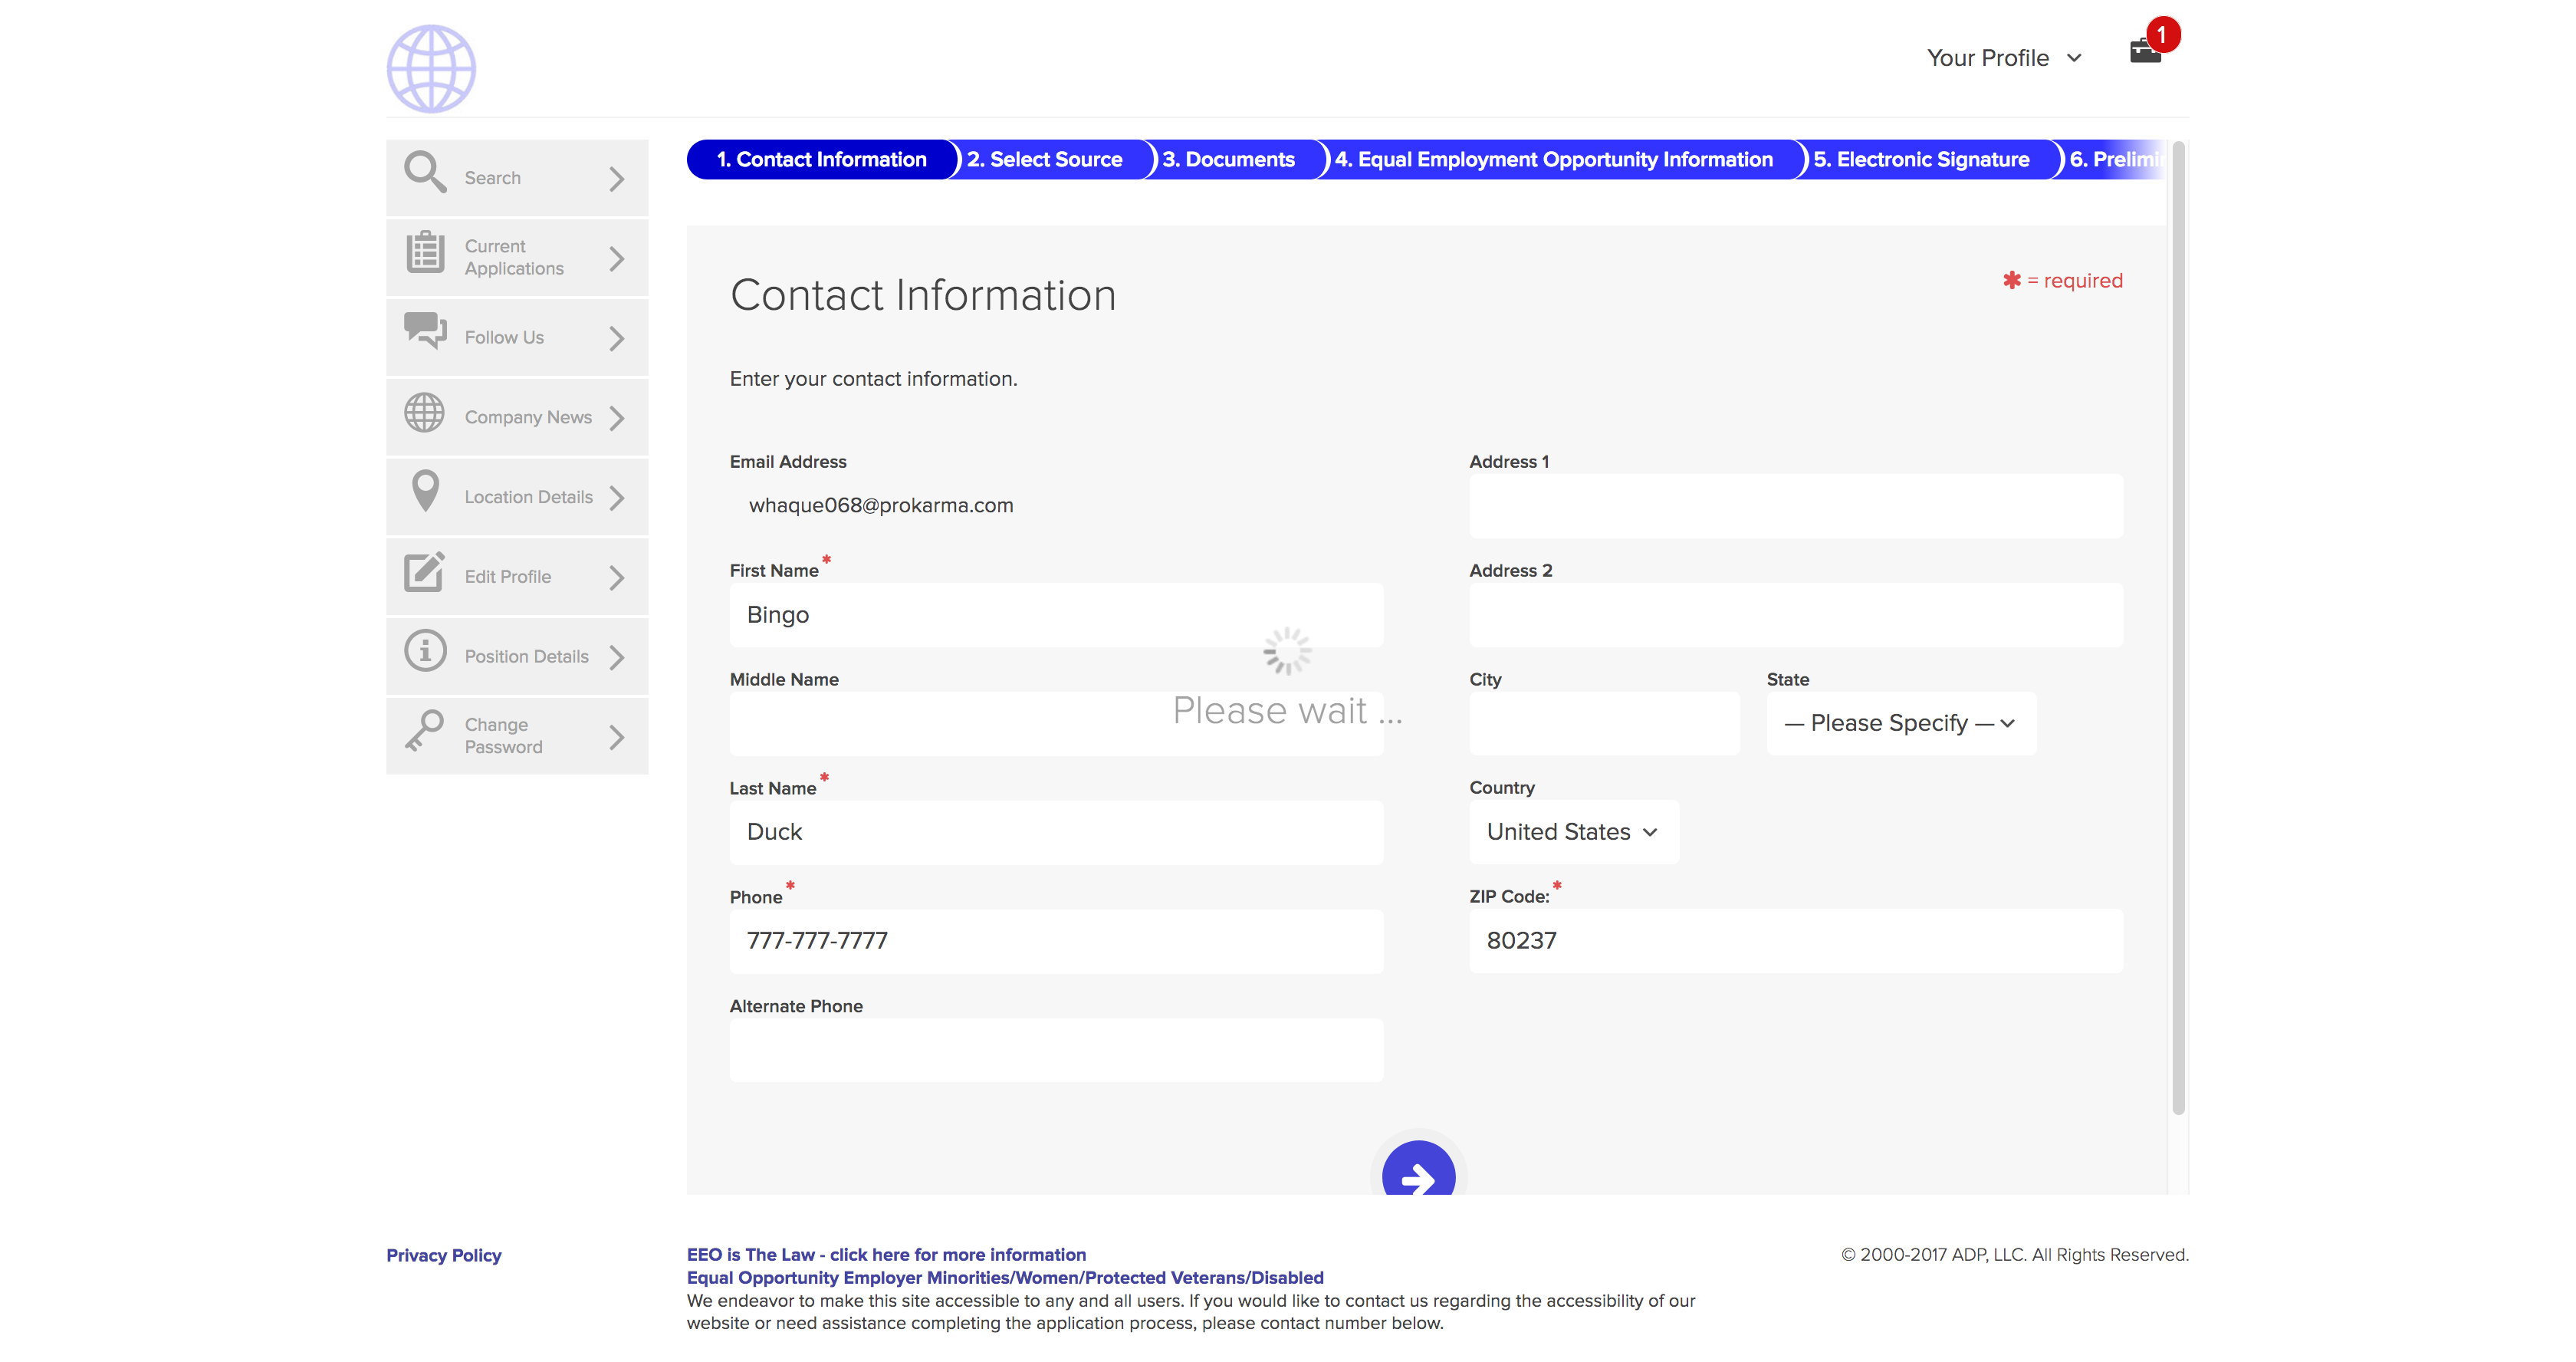 Your Profile
1
Search
Current
Applications
Follow Us
Company News
Location Details
Edit Profile
Position Details
Change
Password
1. Contact Information
2. Select Source
3. Documents
4. Equal Employment Opportunity Information
5. Electronic Signature
6.
Contact Information
* = required
Enter your contact information.
Email Address
whaque068@prokarma.com
First Name *
Bingo
Middle Name
Last Name *
Duck
Phone *
777-777-7777
Alternate Phone
Address 1
Address 2
City
State
— Please Specify —
Country
United States
ZIP Code: *
80237
Please wait ...
Privacy Policy
EEO is The Law - click here for more information
Equal Opportunity Employer Minorities/Women/Protected Veterans/Disabled
We endeavor to make this site accessible to any and all users. If you would like to contact us regarding the accessibility of our
website or need assistance completing the application process, please contact number below.
© 2000-2017 ADP, LLC. All Rights Reserved.